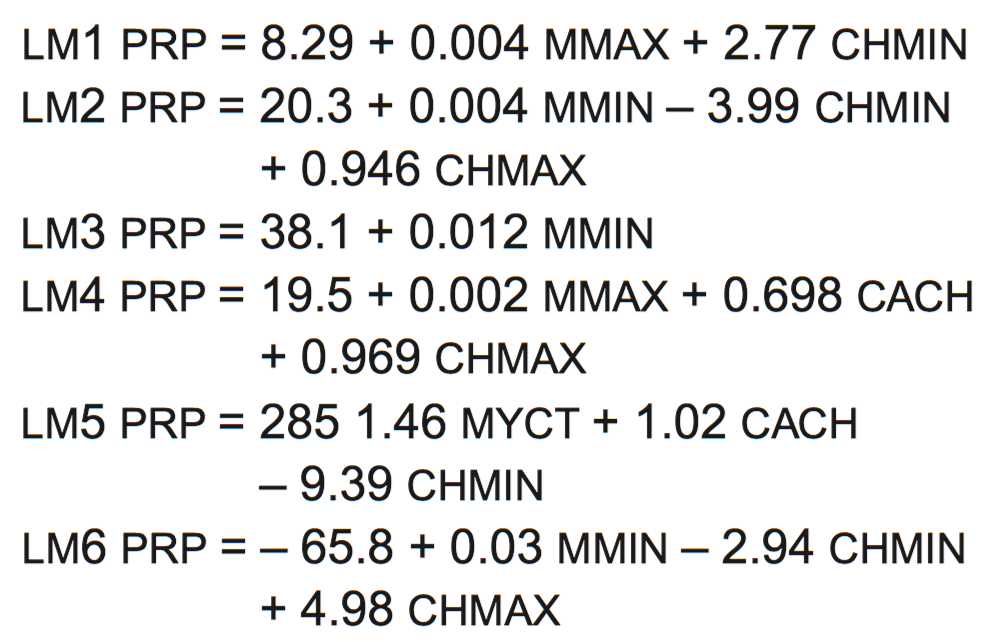 LM1 PRP = 8.29 + 0.004 MMAX + 2.77 CHMIN
LM2 PRP = 20.3 + 0.004 MMIN – 3.99 CHMIN
+ 0.946 CHMAX
LM3 PRP = 38.1 + 0.012 MMIN
LM4 PRP = 19.5 + 0.002 MMAX + 0.698 CACH
+ 0.969 CHMAX
LM5 PRP = 285 1.46 MYCT + 1.02 CACH
– 9.39 CHMIN
LM6 PRP = – 65.8 + 0.03 MMIN – 2.94 CHMIN
+ 4.98 CHMAX